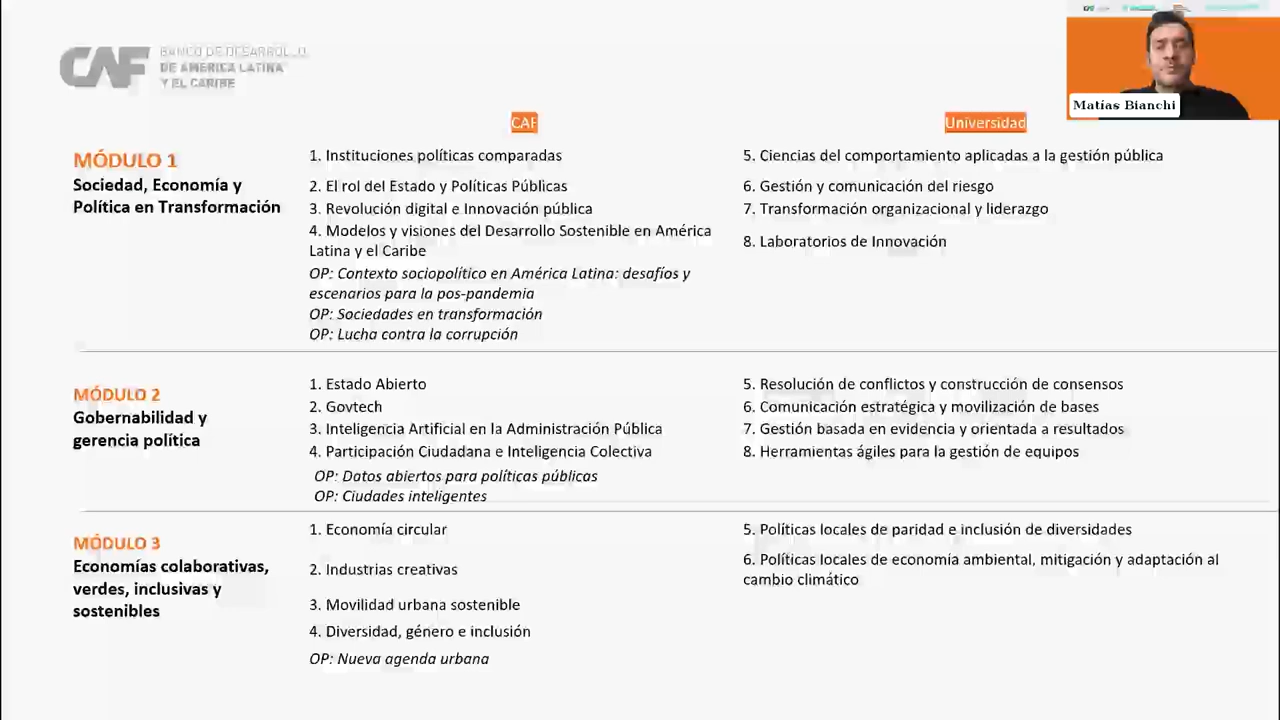 CAF BANCO DE DESARROLLO
DE AMÉRICA LATINA
Y EL CARIBE
Matías Bianchi
CAF
Universidad
MÓDULO 1
Sociedad, Economía y
Política en Transformación
1. Instituciones políticas comparadas
2. El rol del Estado y Políticas Públicas
3. Revolución digital e Innovación pública
4. Modelos y visiones del Desarrollo Sostenible en América
Latina y el Caribe
OP: Contexto sociopolítico en América Latina: desafíos y
escenarios para la pos-pandemia
OP: Sociedades en transformación
OP: Lucha contra la corrupción
5. Ciencias del comportamiento aplicadas a la gestión pública
6. Gestión y comunicación del riesgo
7. Transformación organizacional y liderazgo
8. Laboratorios de Innovación
MÓDULO 2
Gobernabilidad y
gerencia política
1. Estado Abierto
2. Govtech
3. Inteligencia Artificial en la Administración Pública
4. Participación Ciudadana e Inteligencia Colectiva
OP: Datos abiertos para políticas públicas
OP: Ciudades inteligentes
5. Resolución de conflictos y construcción de consensos
6. Comunicación estratégica y movilización de bases
7. Gestión basada en evidencia y orientada a resultados
8. Herramientas ágiles para la gestión de equipos
MÓDULO 3
Economías colaborativas,
verdes, inclusivas y
sostenibles
1. Economía circular
2. Industrias creativas
3. Movilidad urbana sostenible
4. Diversidad, género e inclusión
OP: Nueva agenda urbana
5. Políticas locales de paridad e inclusión de diversidades
6. Políticas locales de economía ambiental, mitigación y adaptación al
cambio climático